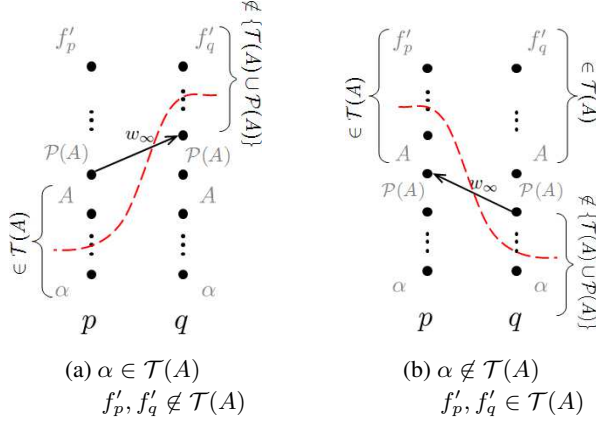 f′_p f′_q
∉ {T(A) ∪ P(A)}
w_∞
P(A) P(A)
A A
∈ T(A)
α α
p q
(a) α ∈ T(A)
f′_p, f′_q ∉ T(A)
f′_p f′_q
∈ T(A) ∈ T(A)
A A
P(A) P(A)
w_∞
∉ {T(A) ∪ P(A)}
α α
p q
(b) α ∉ T(A)
f′_p, f′_q ∈ T(A)